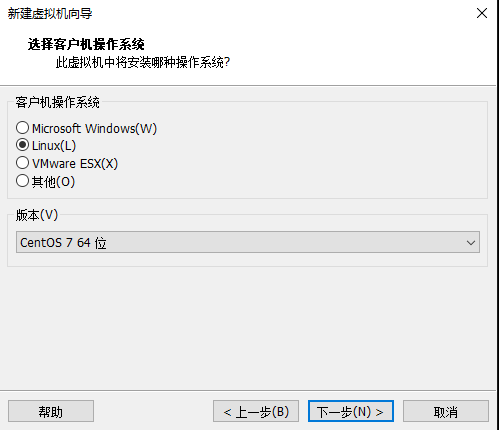 新建虚拟机向导
选择客户机操作系统
此虚拟机中将安装哪种操作系统?
客户机操作系统
Microsoft Windows(W)
Linux(L)
VMware ESX(X)
其他(O)
版本(V)
CentOS 7 64 位
帮助
< 上一步(B)
下一步(N) >
取消